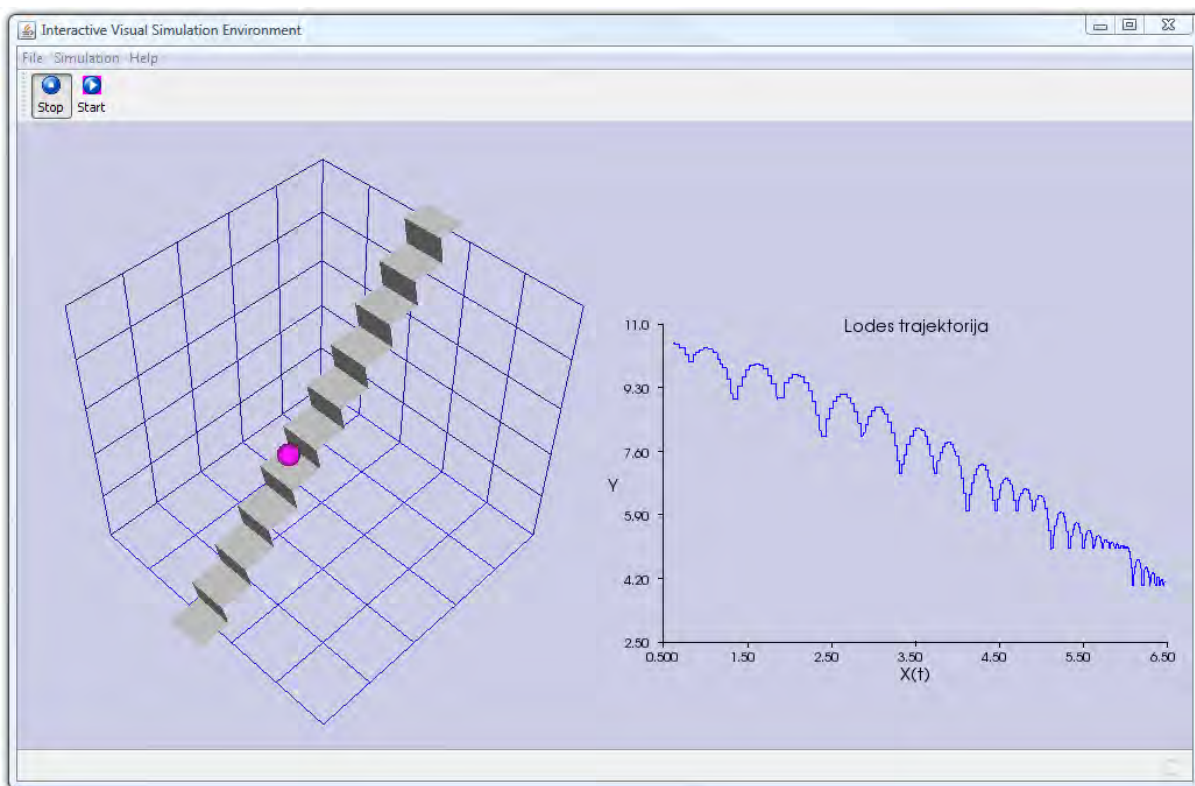 Interactive Visual Simulation Environment
File Simulation Help
Stop Start
Lodes trajektorija
11.0
9.30
7.60
Y
5.90
4.20
2.50
0.500 1.50 2.50 3.50 4.50 5.50 6.50
X(t)